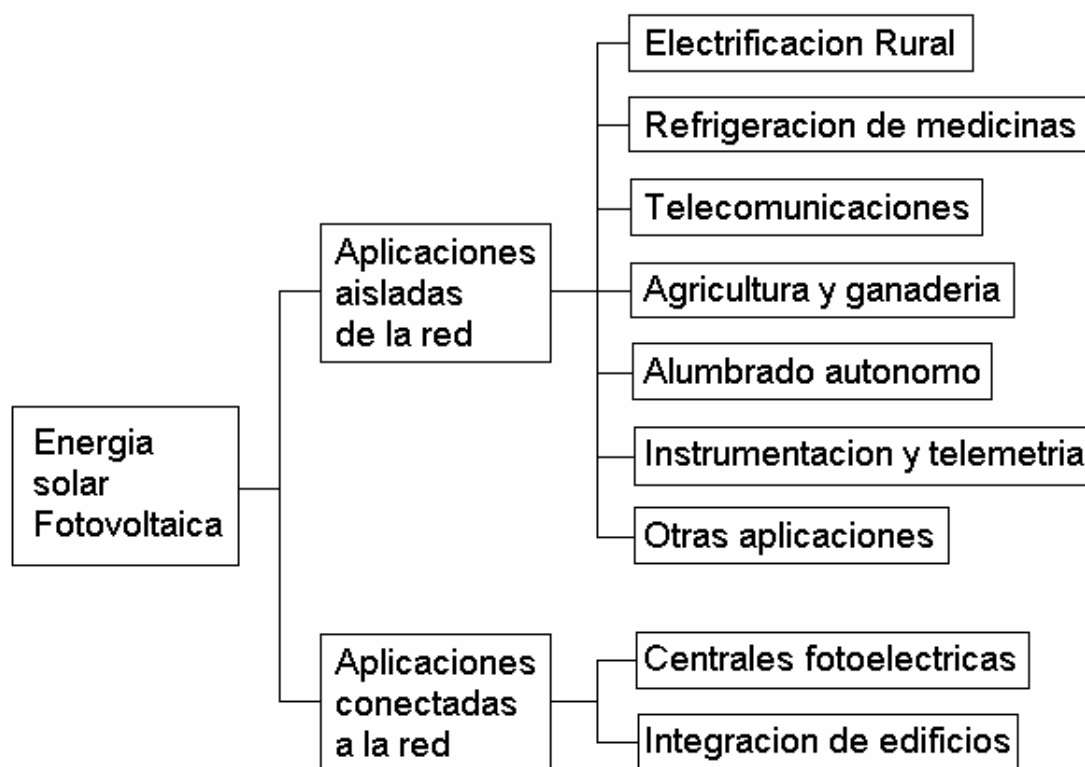 Energia
solar
Fotovoltaica
Aplicaciones
aisladas
de la red
Electrificacion Rural
Refrigeracion de medicinas
Telecomunicaciones
Agricultura y ganaderia
Alumbrado autonomo
Instrumentacion y telemetria
Otras aplicaciones
Aplicaciones
conectadas
a la red
Centrales fotoelectricas
Integracion de edificios